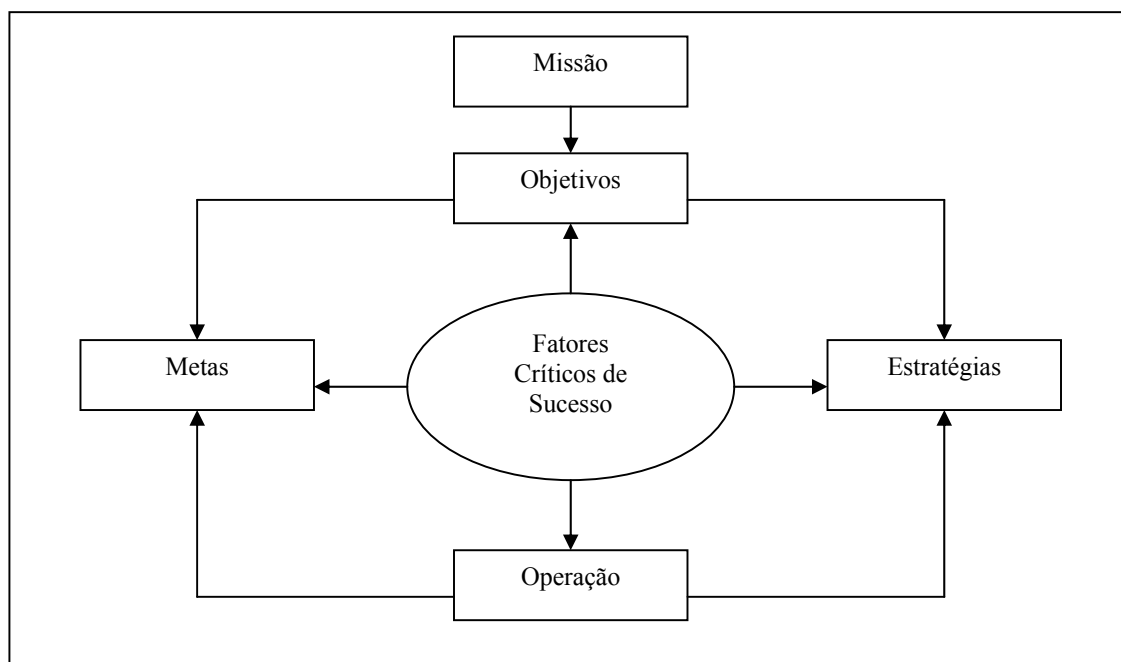 Missão
Objetivos
Metas
Fatores
Críticos de
Sucesso
Estratégias
Operação